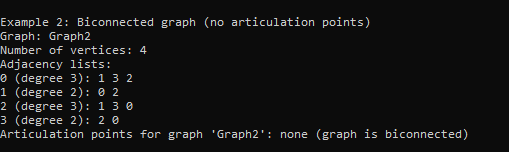 Example 2: Biconnected graph (no articulation points)
Graph: Graph2
Number of vertices: 4
Adjacency lists:
0 (degree 3): 1 3 2
1 (degree 2): 0 2
2 (degree 3): 1 3 0
3 (degree 2): 2 0
Articulation points for graph 'Graph2': none (graph is biconnected)